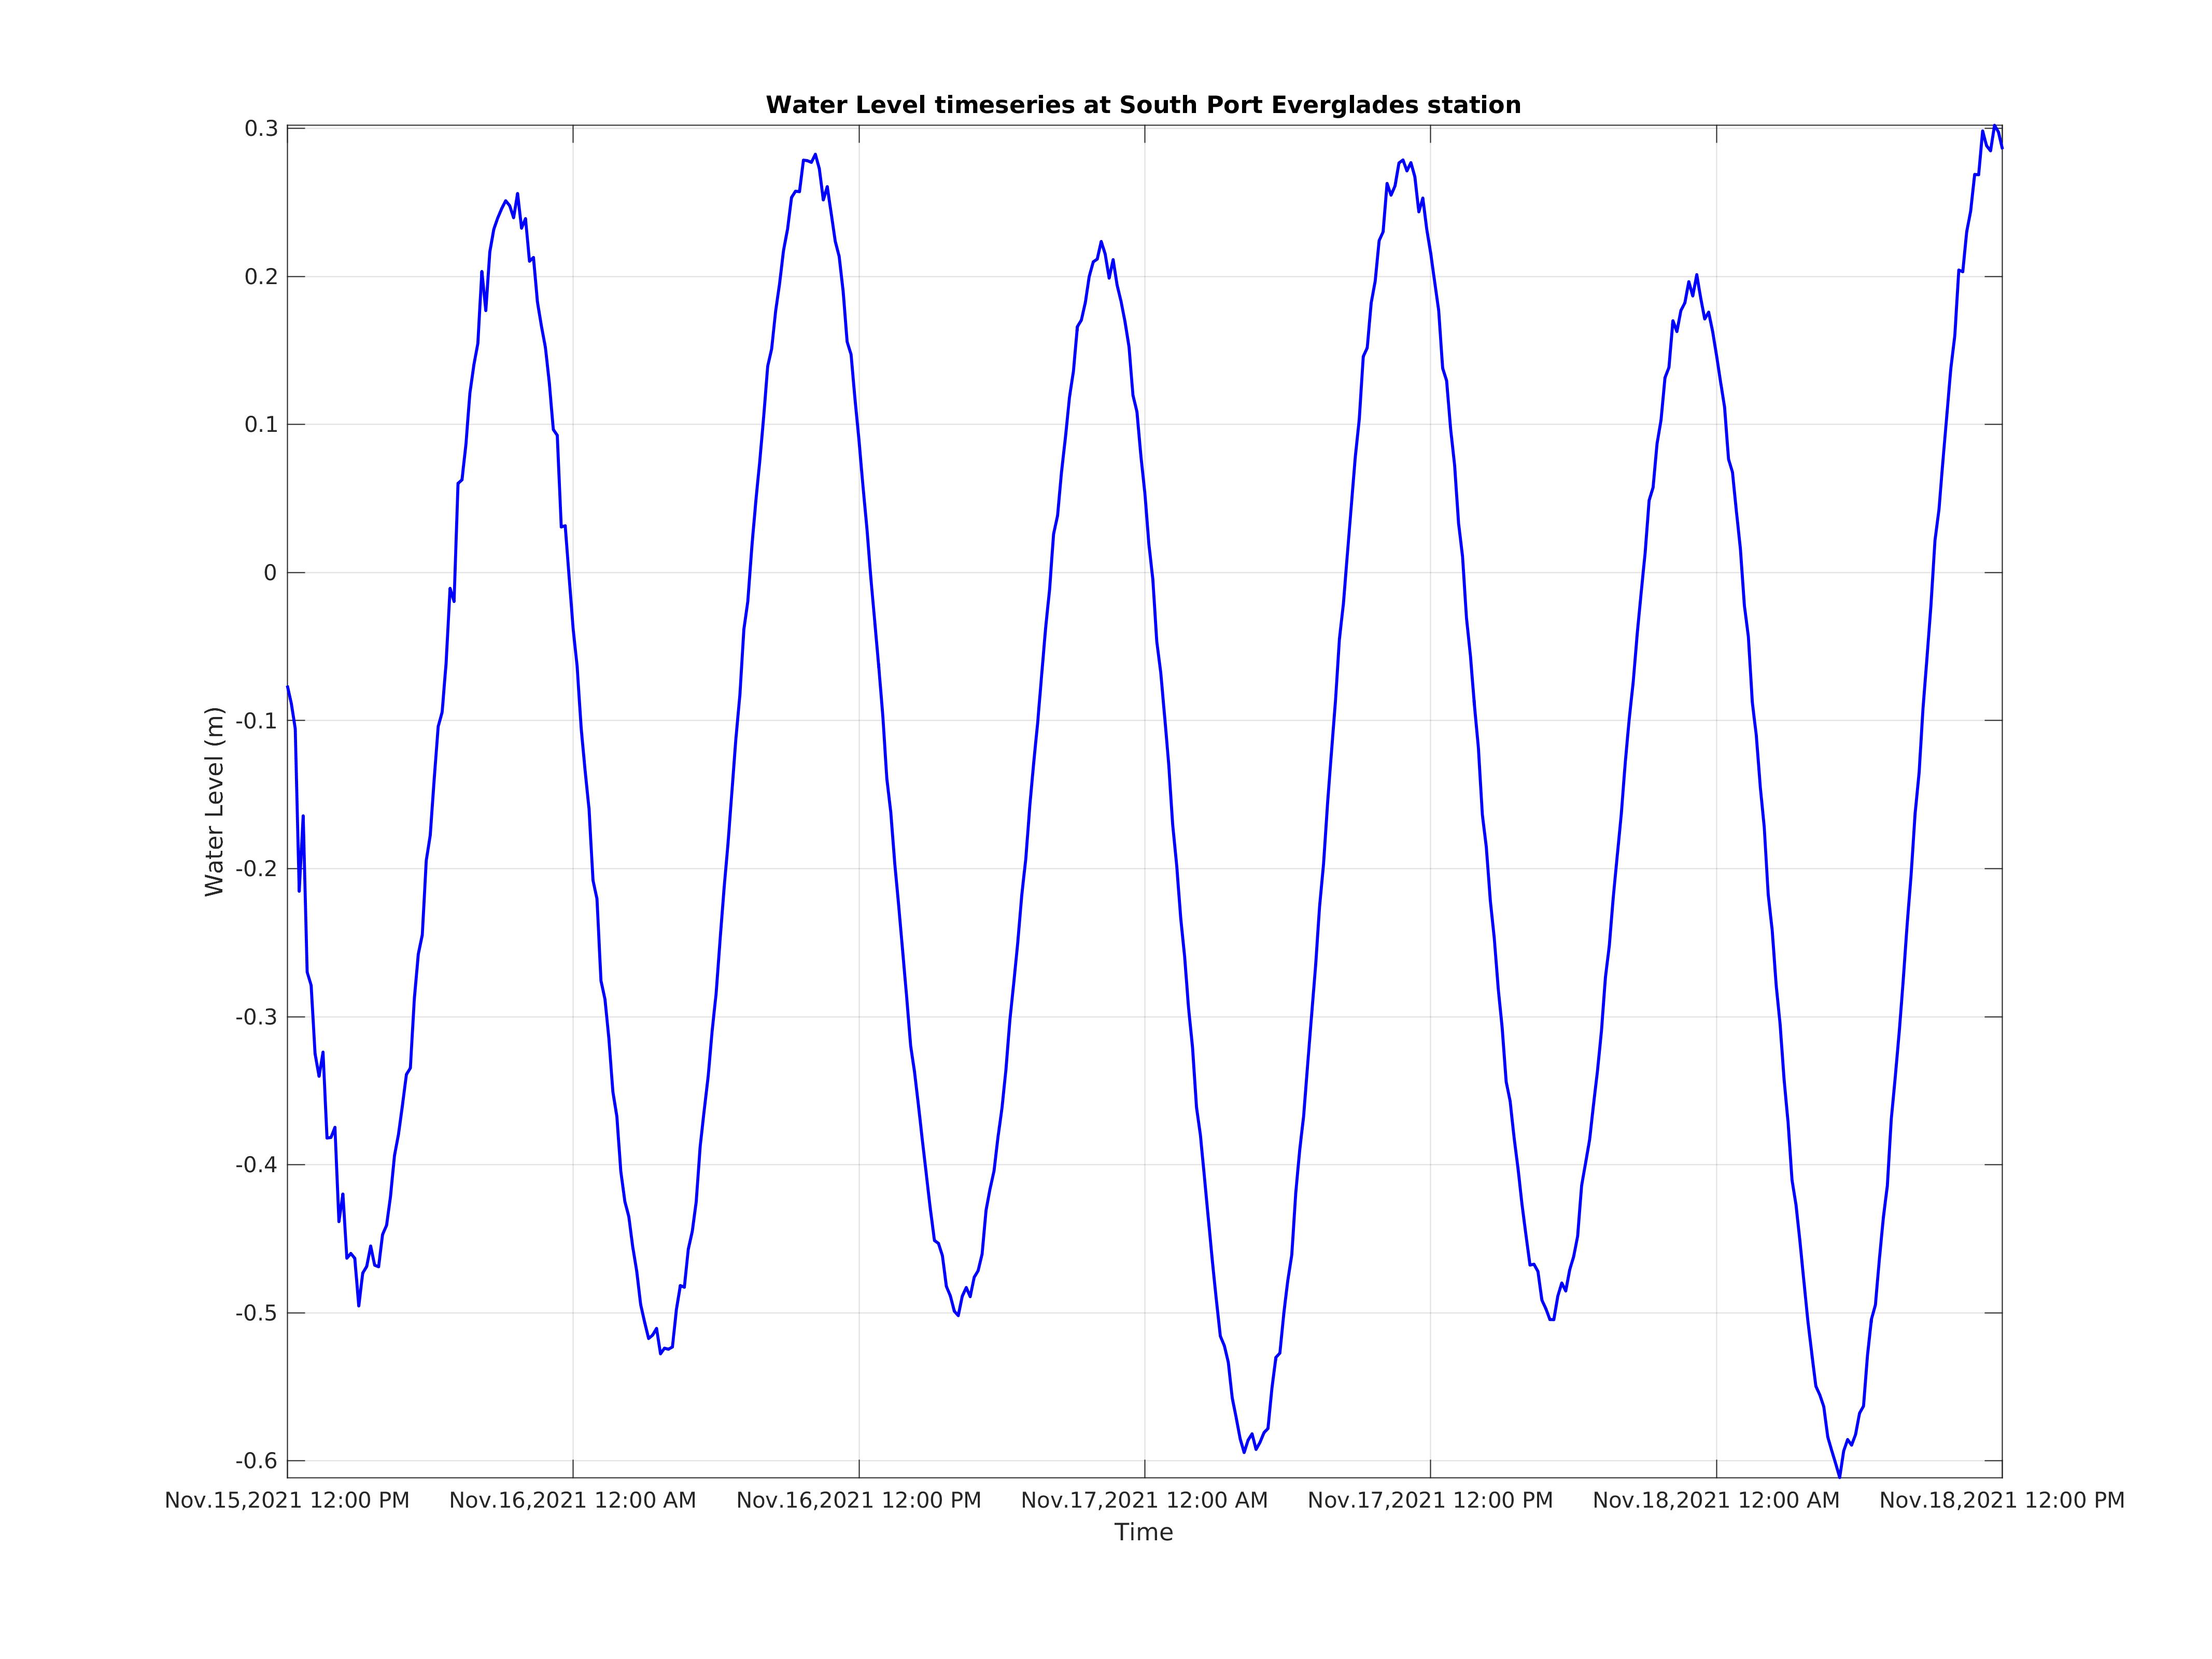 Water Level timeseries at South Port Everglades station
0.3
0.2
0.1
0
-0.1
-0.2
-0.3
-0.4
-0.5
-0.6
Water Level (m)
Nov.15,2021 12:00 PM
Nov.16,2021 12:00 AM
Nov.16,2021 12:00 PM
Nov.17,2021 12:00 AM
Nov.17,2021 12:00 PM
Nov.18,2021 12:00 AM
Nov.18,2021 12:00 PM
Time